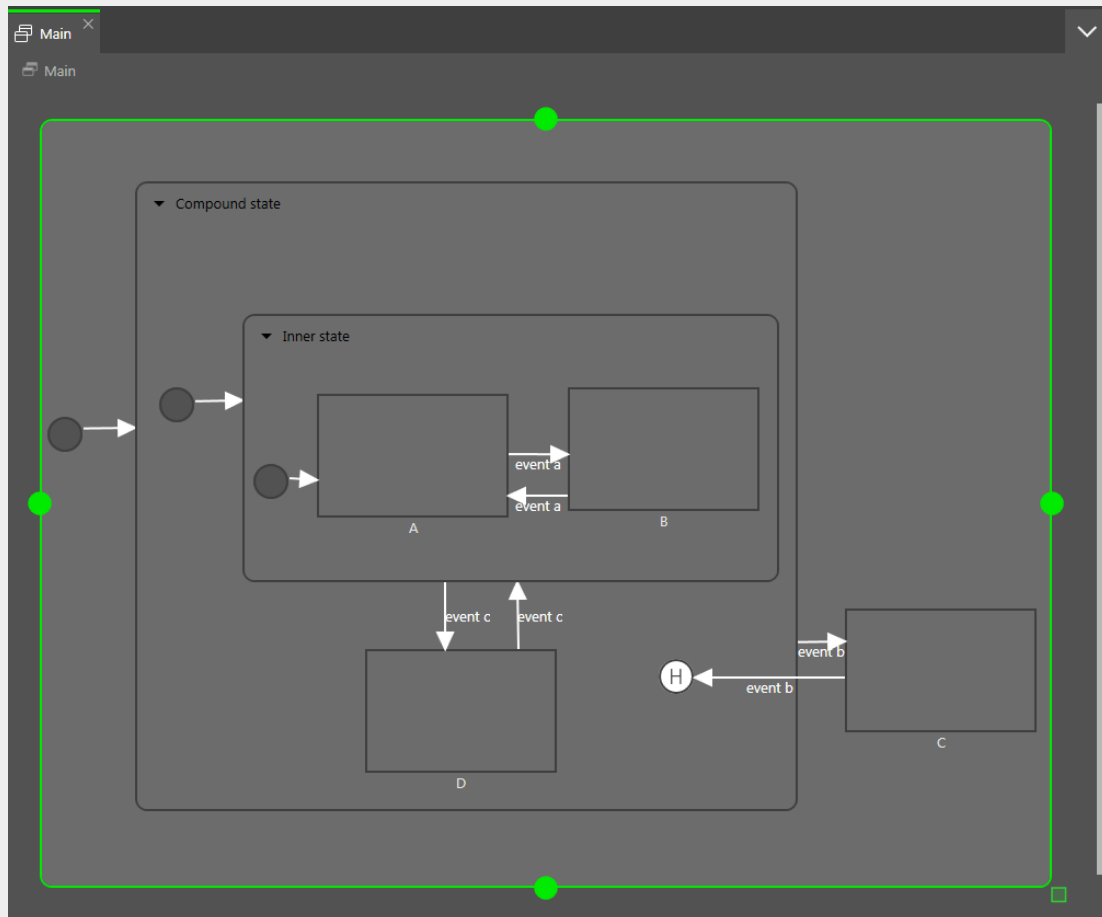 Main
Main
Compound state
Inner state
event a
event a
A
B
event c
event c
event b
H
event b
C
D